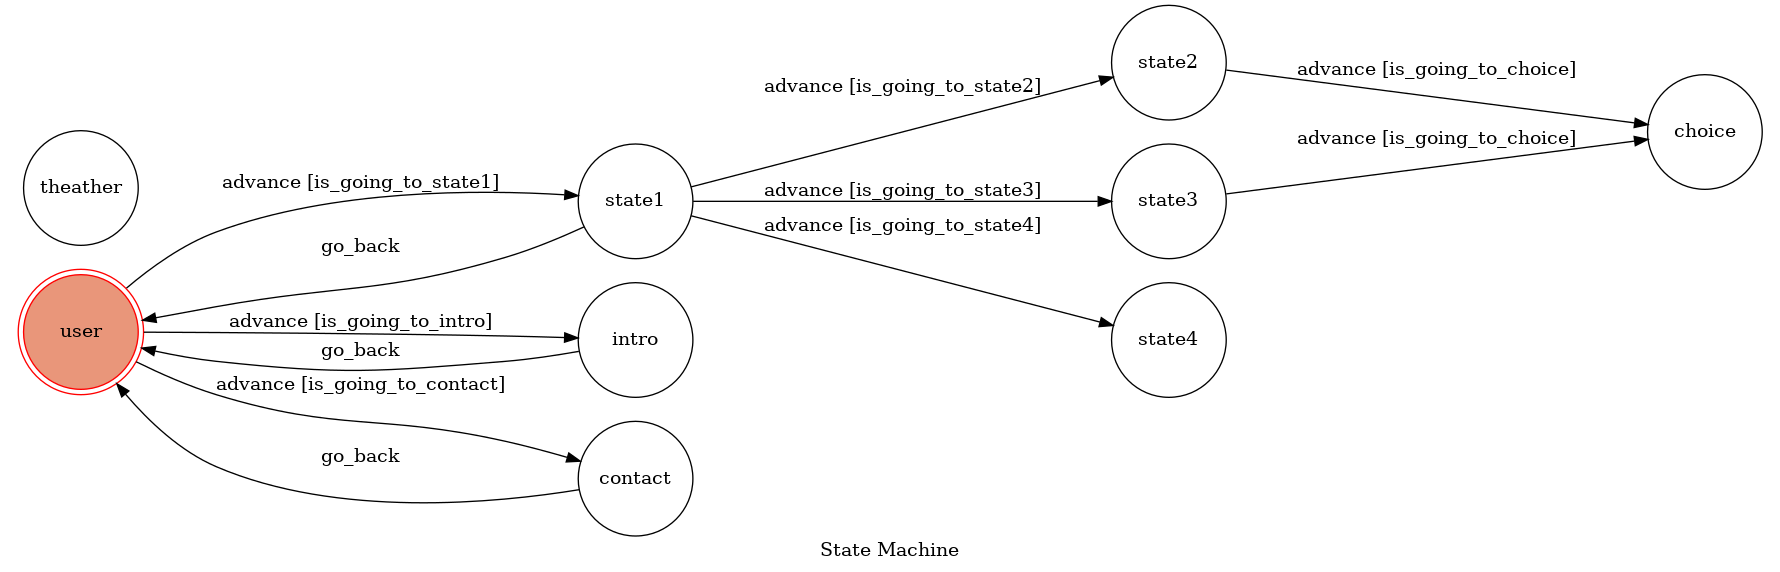 state2
advance [is_going_to_choice]
advance [is_going_to_state2]
choice
advance [is_going_to_choice]
theather
advance [is_going_to_state1]
state1
advance [is_going_to_state3]
state3
advance [is_going_to_state4]
go_back
user
advance [is_going_to_intro]
intro
state4
go_back
advance [is_going_to_contact]
go_back
contact
State Machine